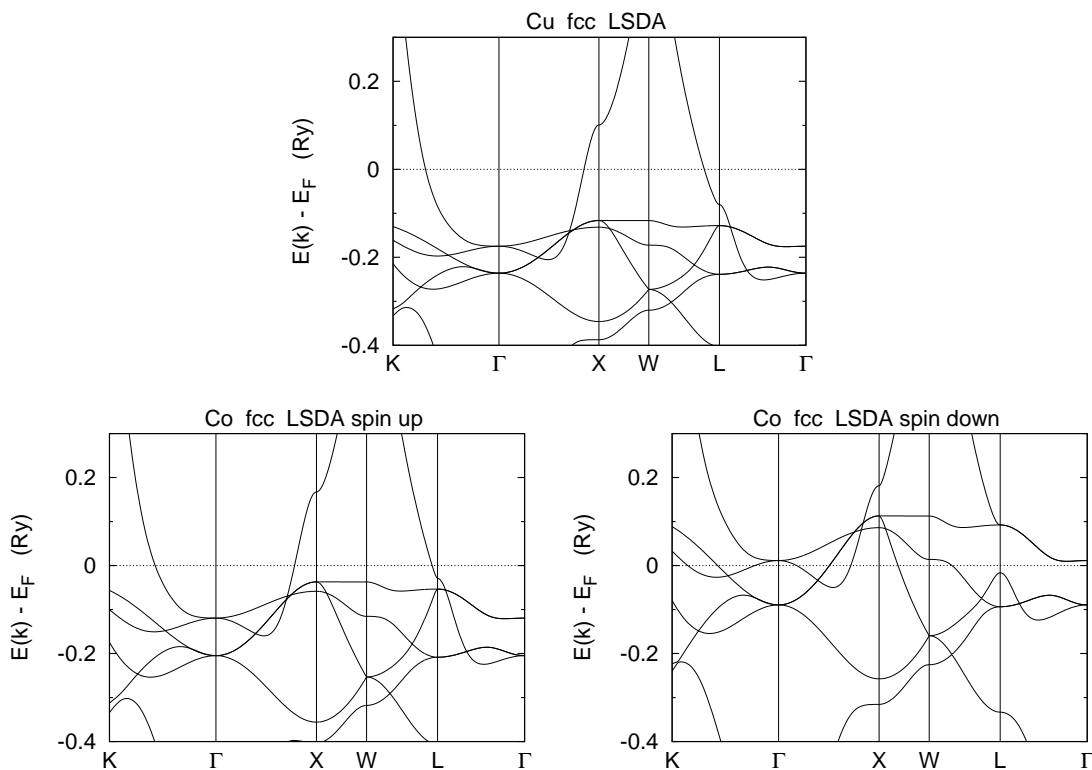 Cu fcc LSDA
E(k) - E_F (Ry)
0.2
0
-0.2
-0.4
K Γ X W L Γ
Co fcc LSDA spin up
E(k) - E_F (Ry)
0.2
0
-0.2
-0.4
K Γ X W L Γ
Co fcc LSDA spin down
E(k) - E_F (Ry)
0.2
0
-0.2
-0.4
K Γ X W L Γ